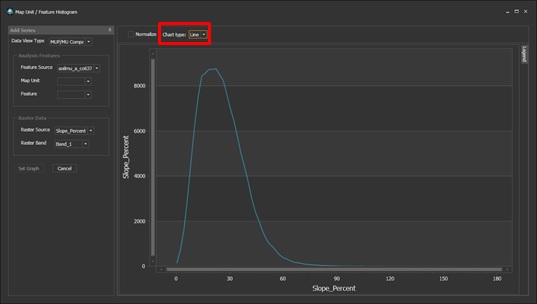 Map Unit / Feature Histogram
Add Series
Data View Type
MUP/MU Compa
Analysis Features
Feature Source
Map Unit
Feature
Raster Data
Raster Source
Slope_Percent
Raster Band
Band_1
Set Graph
Cancel
Normalize
Chart type:
Line
Legend
Slope_Percent
8000
6000
4000
2000
0
0
30
60
90
120
150
180
Slope_Percent